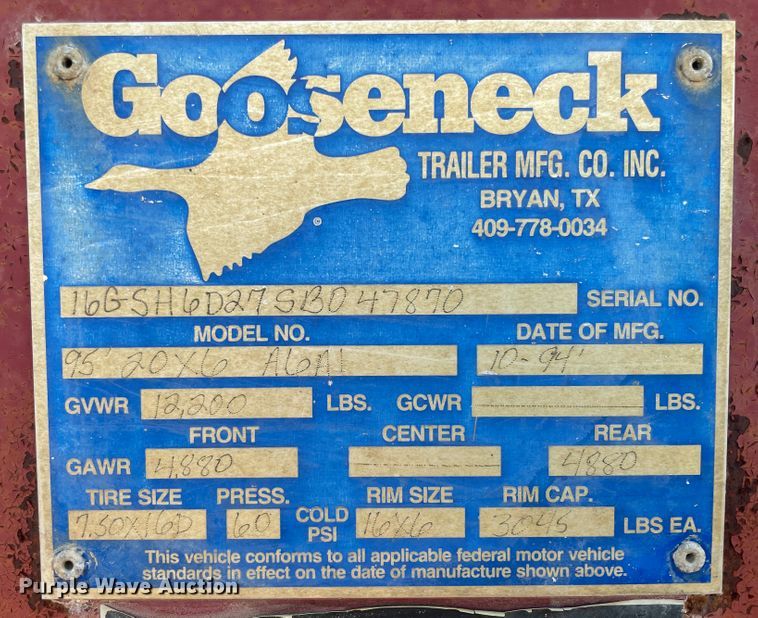 Gooseneck
TRAILER MFG. CO. INC.
BRYAN, TX
©
409-778-0034
16GSH6D27SB047870 SERIAL NO.
MODEL NO. DATE OF MFG.
95' 20X6 A6A1 10-94'
GVWR 12,200 LBS. GCWR LBS.
FRONT CENTER REAR
GAWR 4,880 4880
TIRE SIZE PRESS. RIM SIZE RIM CAP.
7.50X16D 60 COLD PSI 16X6 3045 LBS EA.
This vehicle conforms to all applicable federal motor vehicle
standards in effect on the date of manufacture shown above.
Purple Wave Auction